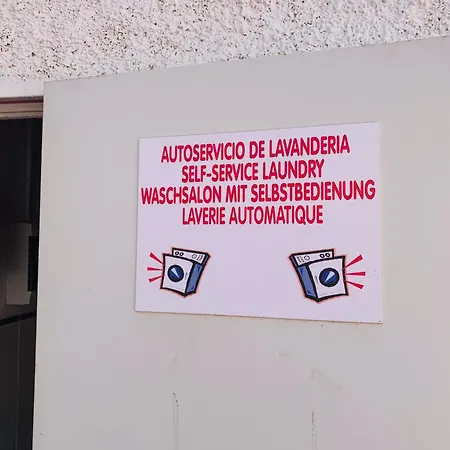 AUTOSERVICIO DE LAVANDERIA
SELF-SERVICE LAUNDRY
WASCHSALON MIT SELBSTBEDIENUNG
LAVERIE AUTOMATIQUE